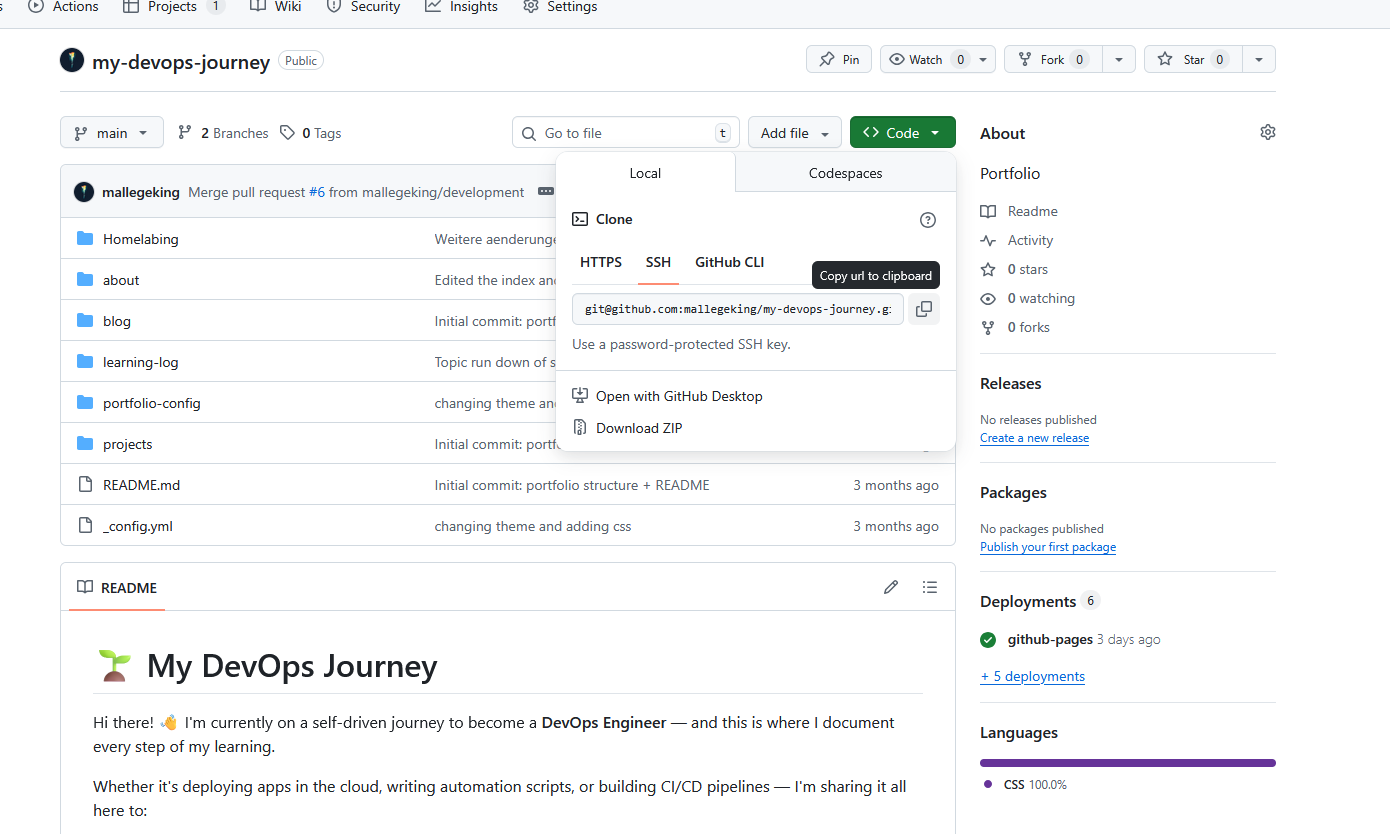 Actions Projects 1 Wiki Security Insights Settings
my-devops-journey Public Pin Watch 0 Fork 0 Star 0
main 2 Branches 0 Tags Go to file t Add file Code
mallegeking Merge pull request #6 from mallegeking/development
Homelabing Weitere aenderunge
about Edited the index an
blog Initial commit: portf
learning-log Topic run down of s
portfolio-config changing theme an
projects Initial commit: portf
README.md Initial commit: portfolio structure + README 3 months ago
_config.yml changing theme and adding css 3 months ago
Local Codespaces
Clone
HTTPS SSH GitHub CLI
Copy url to clipboard
git@github.com:mallegeking/my-devops-journey.gi
Use a password-protected SSH key.
Open with GitHub Desktop
Download ZIP
README
My DevOps Journey
Hi there! 👋 I'm currently on a self-driven journey to become a DevOps Engineer — and this is where I document
every step of my learning.
Whether it's deploying apps in the cloud, writing automation scripts, or building CI/CD pipelines — I'm sharing it all
here to:
About
Portfolio
Readme
Activity
0 stars
0 watching
0 forks
Releases
No releases published
Create a new release
Packages
No packages published
Publish your first package
Deployments 6
github-pages 3 days ago
+ 5 deployments
Languages
CSS 100.0%